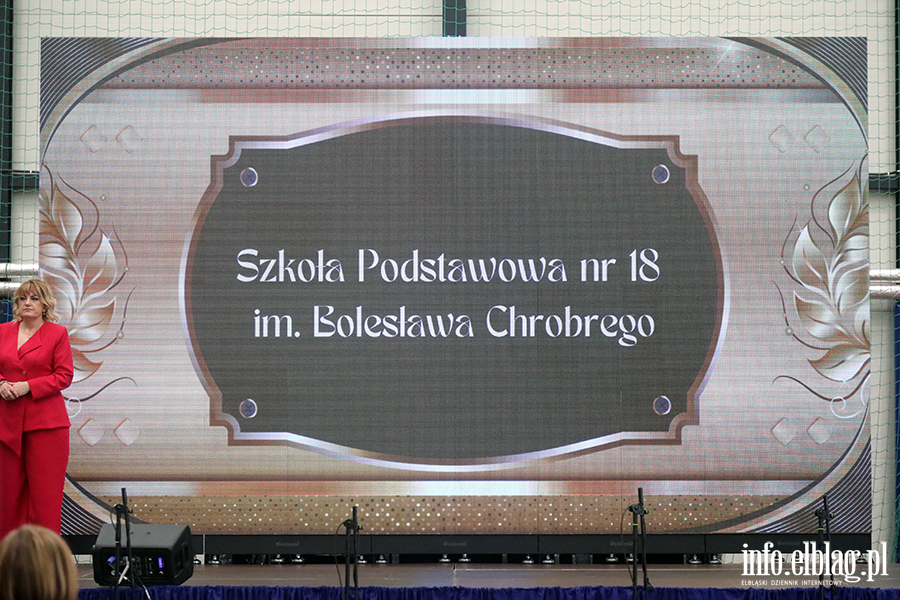 Szkoła Podstawowa nr 18
im. Bolesława Chrobrego
info.elblag.pl
ELBLĄSKI DZIENNIK INTERNETOWY